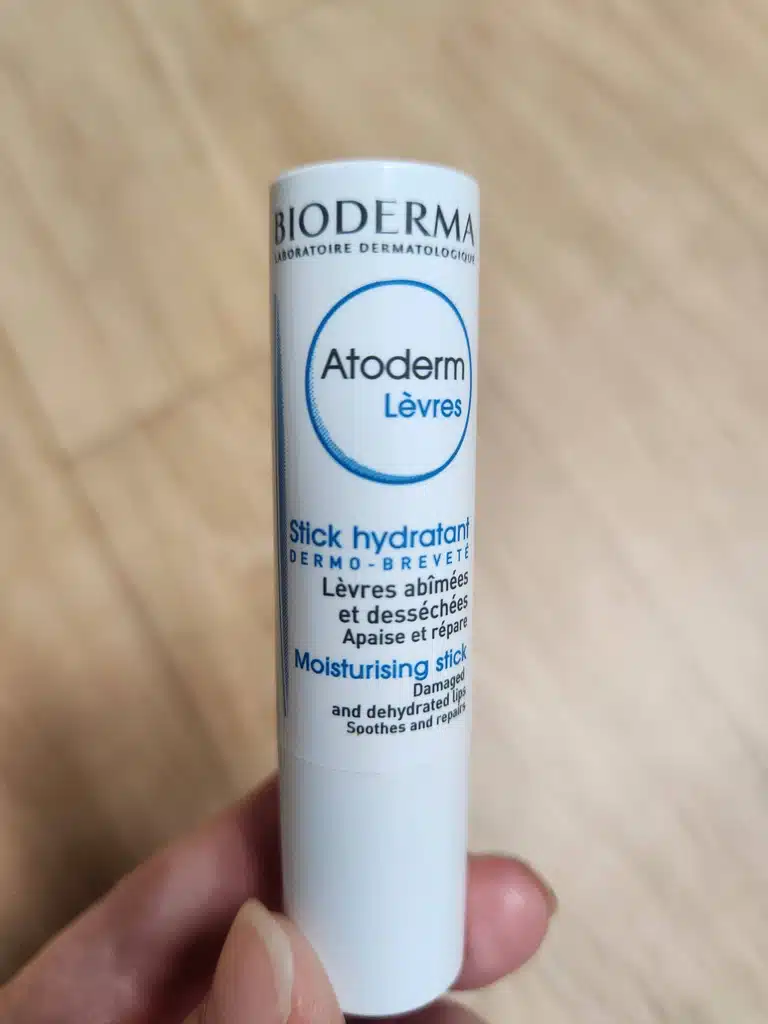 BIODERMA
LABORATOIRE DERMATOLOGIQUE
Atoderm
Lèvres
Stick hydratant
DERMO-BREVETÉ
Lèvres abîmées
et desséchées
Apaise et répare
Moisturising stick
Damaged
and dehydrated lips
Soothes and repairs